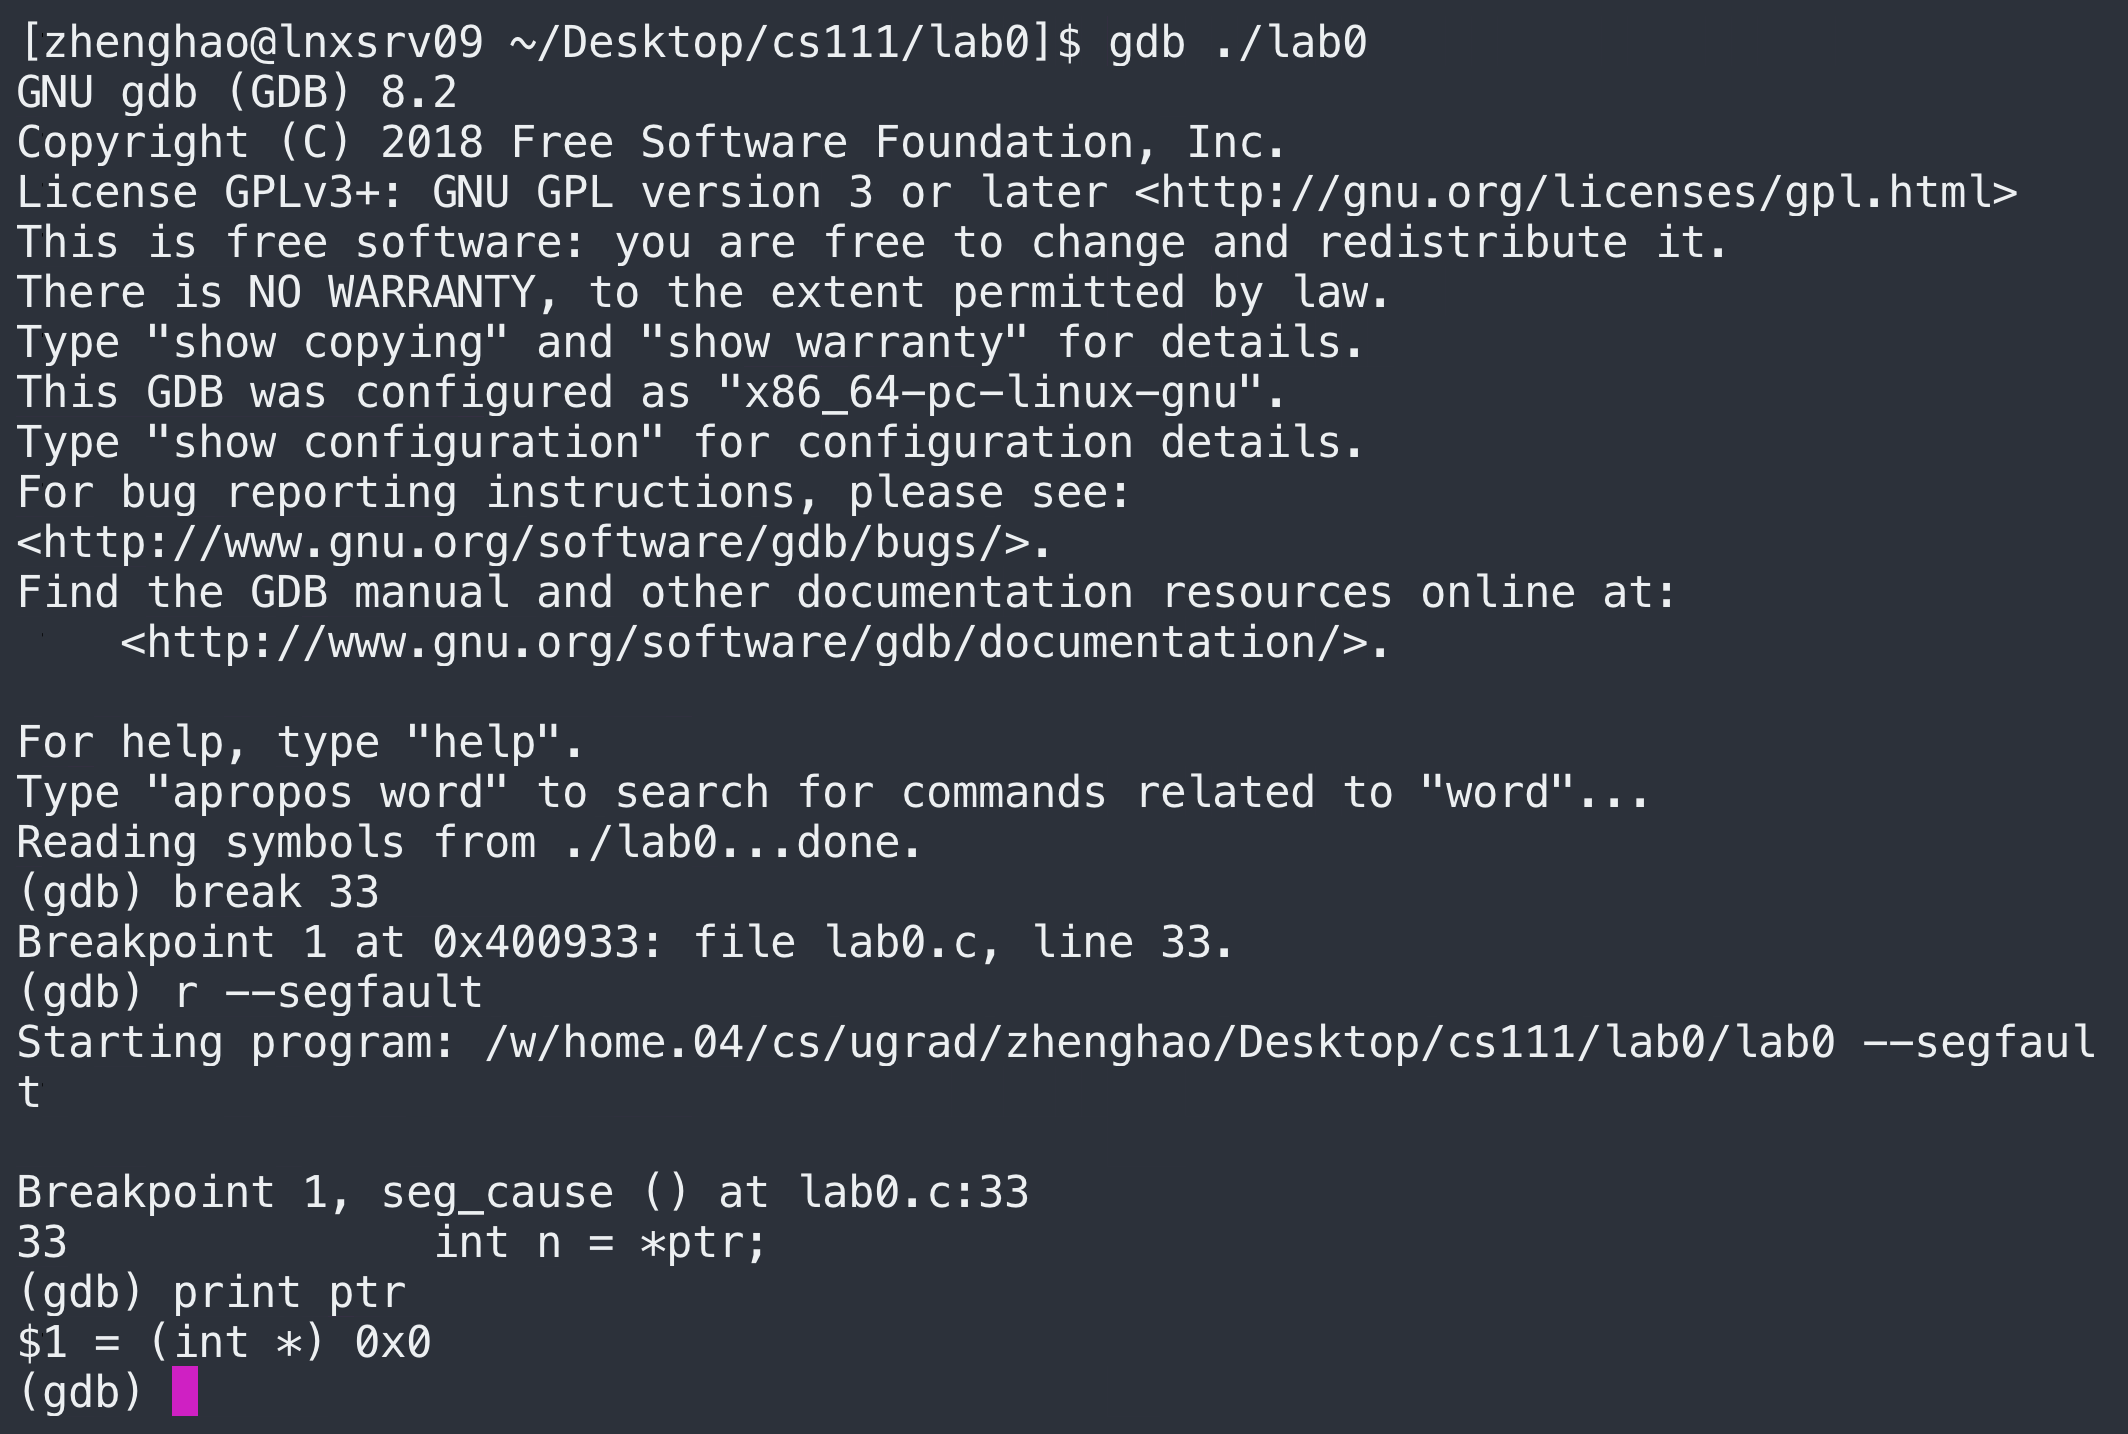 [zhenghao@lnxsrv09 ~/Desktop/cs111/lab0]$ gdb ./lab0
GNU gdb (GDB) 8.2
Copyright (C) 2018 Free Software Foundation, Inc.
License GPLv3+: GNU GPL version 3 or later <http://gnu.org/licenses/gpl.html>
This is free software: you are free to change and redistribute it.
There is NO WARRANTY, to the extent permitted by law.
Type "show copying" and "show warranty" for details.
This GDB was configured as "x86_64-pc-linux-gnu".
Type "show configuration" for configuration details.
For bug reporting instructions, please see:
<http://www.gnu.org/software/gdb/bugs/>.
Find the GDB manual and other documentation resources online at:
    <http://www.gnu.org/software/gdb/documentation/>.

For help, type "help".
Type "apropos word" to search for commands related to "word"...
Reading symbols from ./lab0...done.
(gdb) break 33
Breakpoint 1 at 0x400933: file lab0.c, line 33.
(gdb) r --segfault
Starting program: /w/home.04/cs/ugrad/zhenghao/Desktop/cs111/lab0/lab0 --segfaul
t

Breakpoint 1, seg_cause () at lab0.c:33
33              int n = *ptr;
(gdb) print ptr
$1 = (int *) 0x0
(gdb)